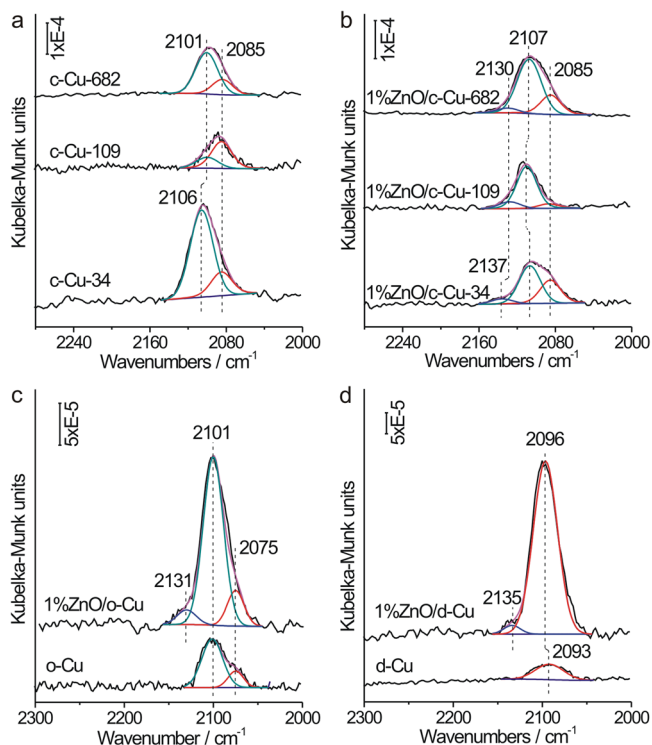 a
1xE-4
2101
2085
c-Cu-682
c-Cu-109
2106
c-Cu-34
Kubelka-Munk units
2240 2160 2080 2000
Wavenumbers / cm-1
b
1xE-4
2107
2130
2085
1%ZnO/c-Cu-682
1%ZnO/c-Cu-109
2137
1%ZnO/c-Cu-34
Kubelka-Munk units
2240 2160 2080 2000
Wavenumbers / cm-1
c
5xE-5
2101
2075
2131
1%ZnO/o-Cu
o-Cu
Kubelka-Munk units
2300 2200 2100 2000
Wavenumber / cm-1
d
5xE-5
2096
2135
1%ZnO/d-Cu
2093
d-Cu
Kubelka-Munk units
2300 2200 2100 2000
Wavenumbers / cm-1